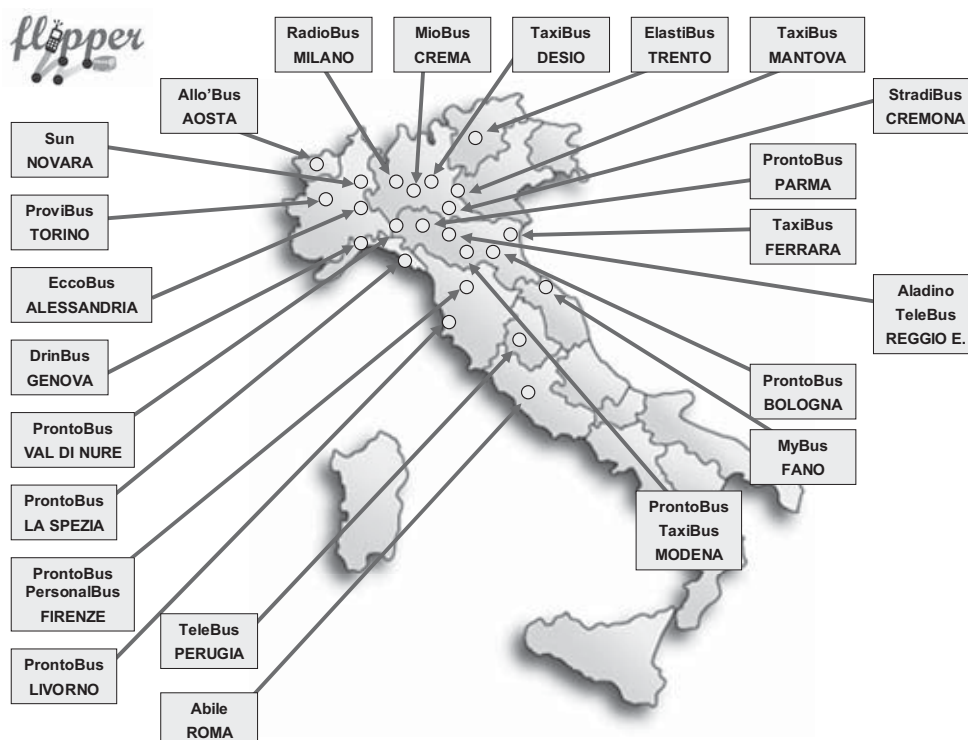 flipper
RadioBus
MILANO
MioBus
CREMA
TaxiBus
DESIO
ElastiBus
TRENTO
TaxiBus
MANTOVA
Allo'Bus
AOSTA
StradiBus
CREMONA
Sun
NOVARA
ProntoBus
PARMA
ProviBus
TORINO
TaxiBus
FERRARA
EccoBus
ALESSANDRIA
Aladino
TeleBus
REGGIO E.
DrinBus
GENOVA
ProntoBus
BOLOGNA
ProntoBus
VAL DI NURE
MyBus
FANO
ProntoBus
LA SPEZIA
ProntoBus
TaxiBus
MODENA
ProntoBus
PersonalBus
FIRENZE
TeleBus
PERUGIA
ProntoBus
LIVORNO
Abile
ROMA